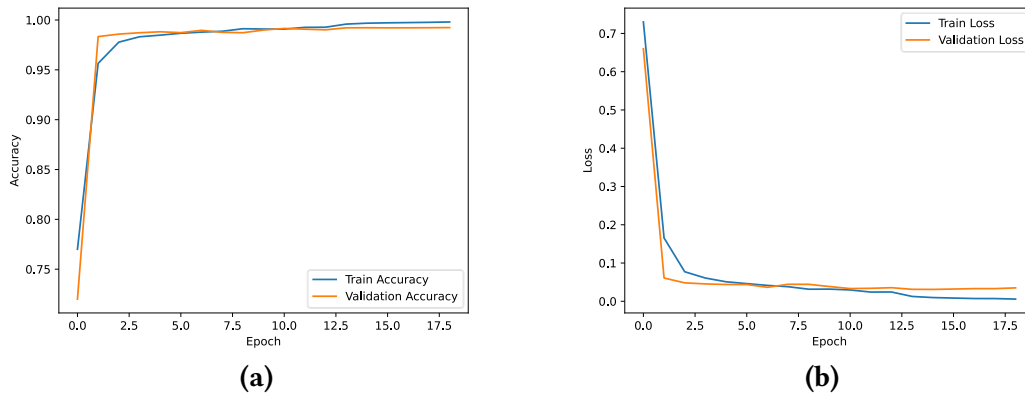 1.00
0.95
0.90
0.85
0.80
0.75
Accuracy
Train Accuracy
Validation Accuracy
0.0 2.5 5.0 7.5 10.0 12.5 15.0 17.5
Epoch
(a)
0.7
0.6
0.5
0.4
0.3
0.2
0.1
0.0
Loss
Train Loss
Validation Loss
0.0 2.5 5.0 7.5 10.0 12.5 15.0 17.5
Epoch
(b)